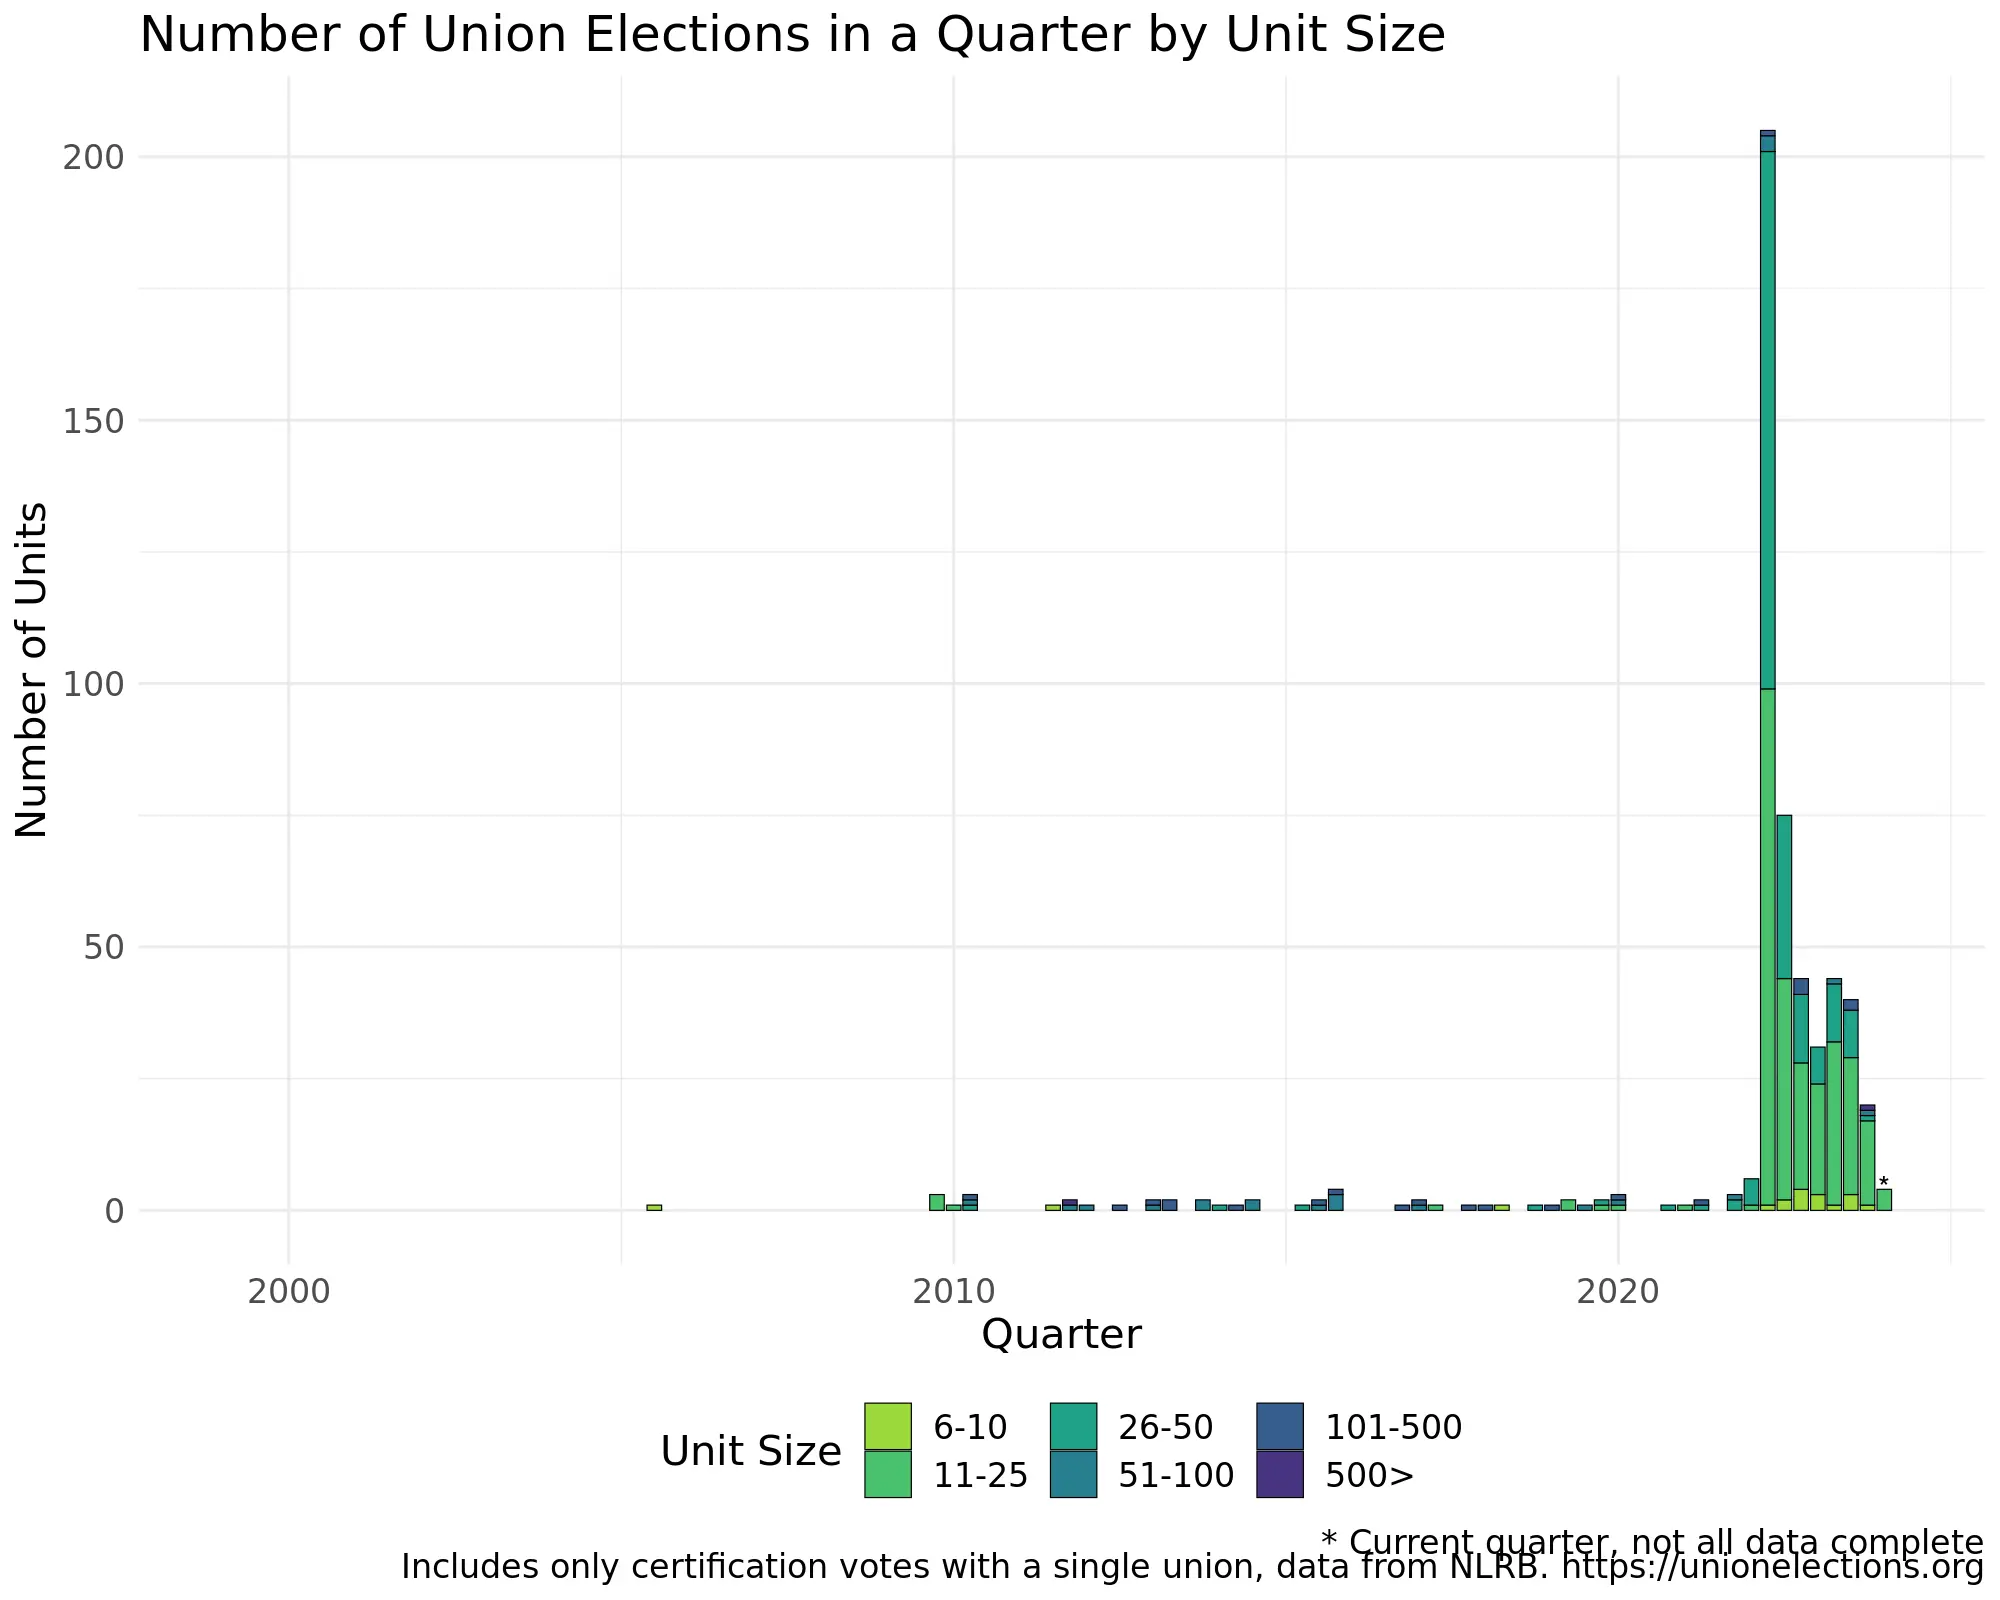 Number of Union Elections in a Quarter by Unit Size
Number of Units
200
150
100
50
0
*
2000
2010
2020
Quarter
Unit Size
6-10
26-50
101-500
11-25
51-100
500>
* Current quarter, not all data complete
Includes only certification votes with a single union, data from NLRB. https://unionelections.org